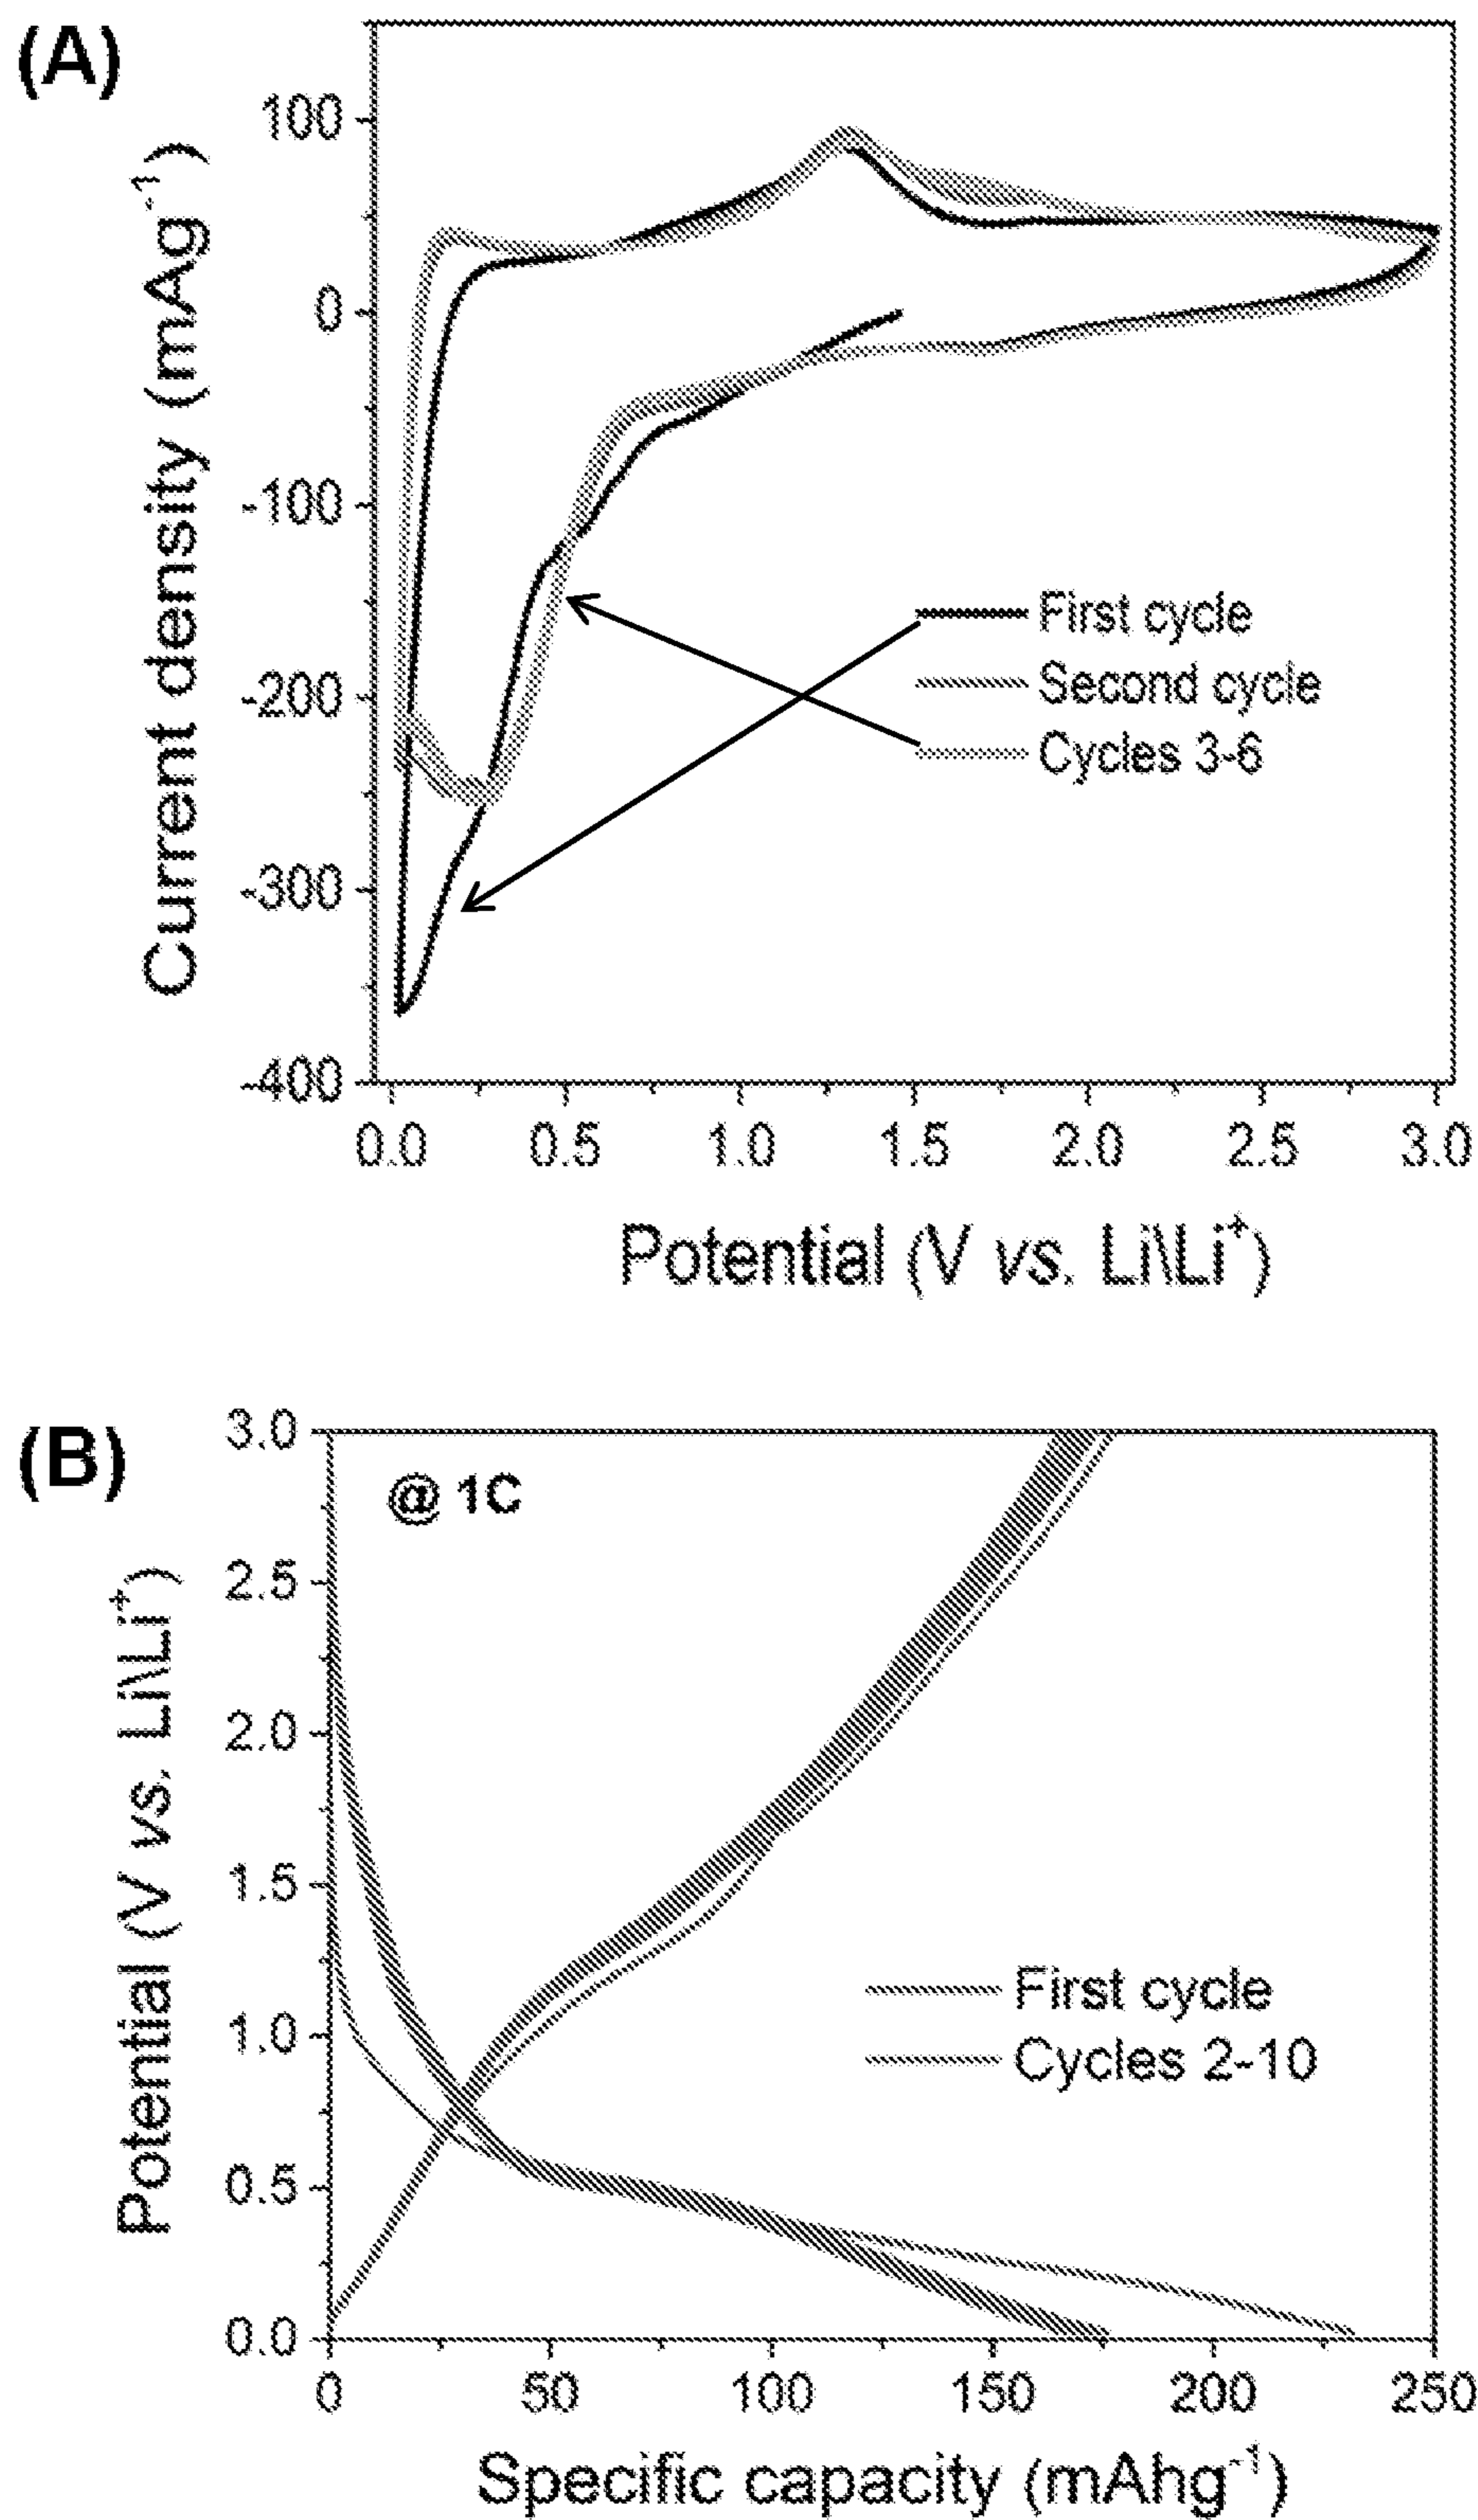 (A)
Current density (mAg⁻¹)
100
0
-100
-200
-300
-400
First cycle
Second cycle
Cycles 3-6
0.0 0.5 1.0 1.5 2.0 2.5 3.0
Potential (V vs. Li\Li⁺)
(B)
@ 1C
Potential (V vs. Li\Li⁺)
3.0
2.5
2.0
1.5
1.0
0.5
0.0
First cycle
Cycles 2-10
0 50 100 150 200 250
Specific capacity (mAhg⁻¹)